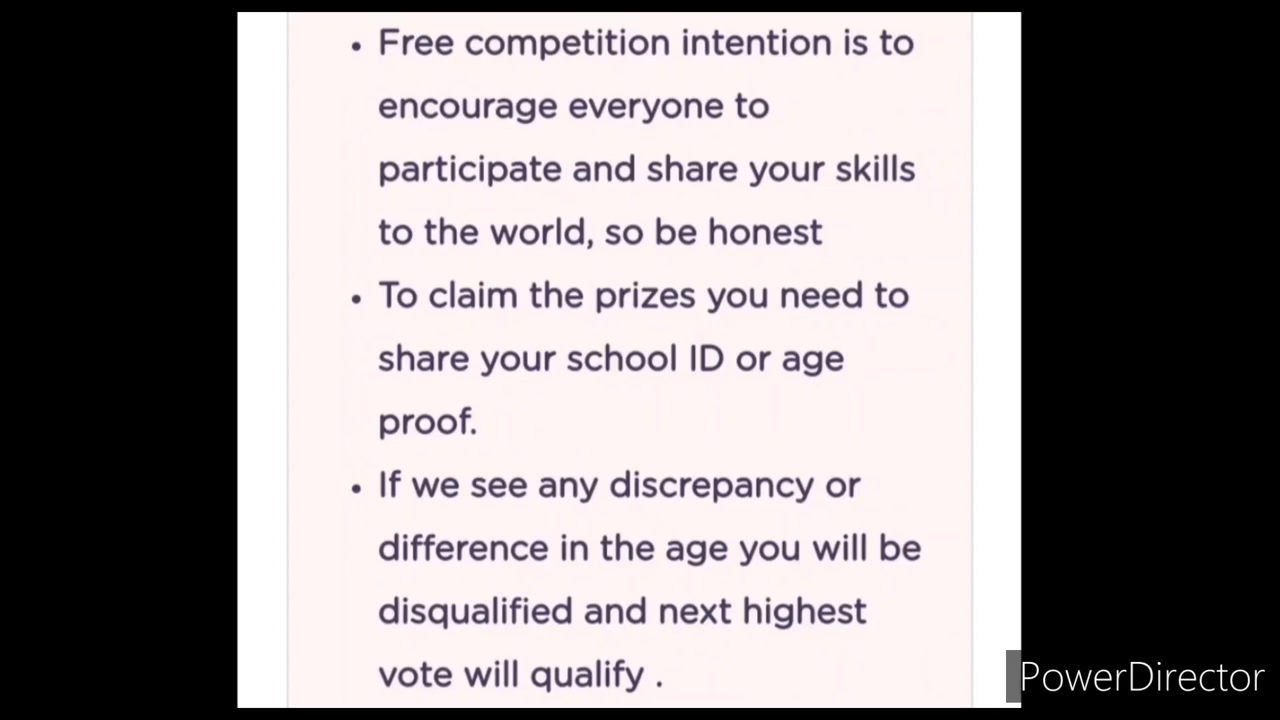 • Free competition intention is to
encourage everyone to
participate and share your skills
to the world, so be honest
• To claim the prizes you need to
share your school ID or age
proof.
• If we see any discrepancy or
difference in the age you will be
disqualified and next highest
vote will qualify .
PowerDirector